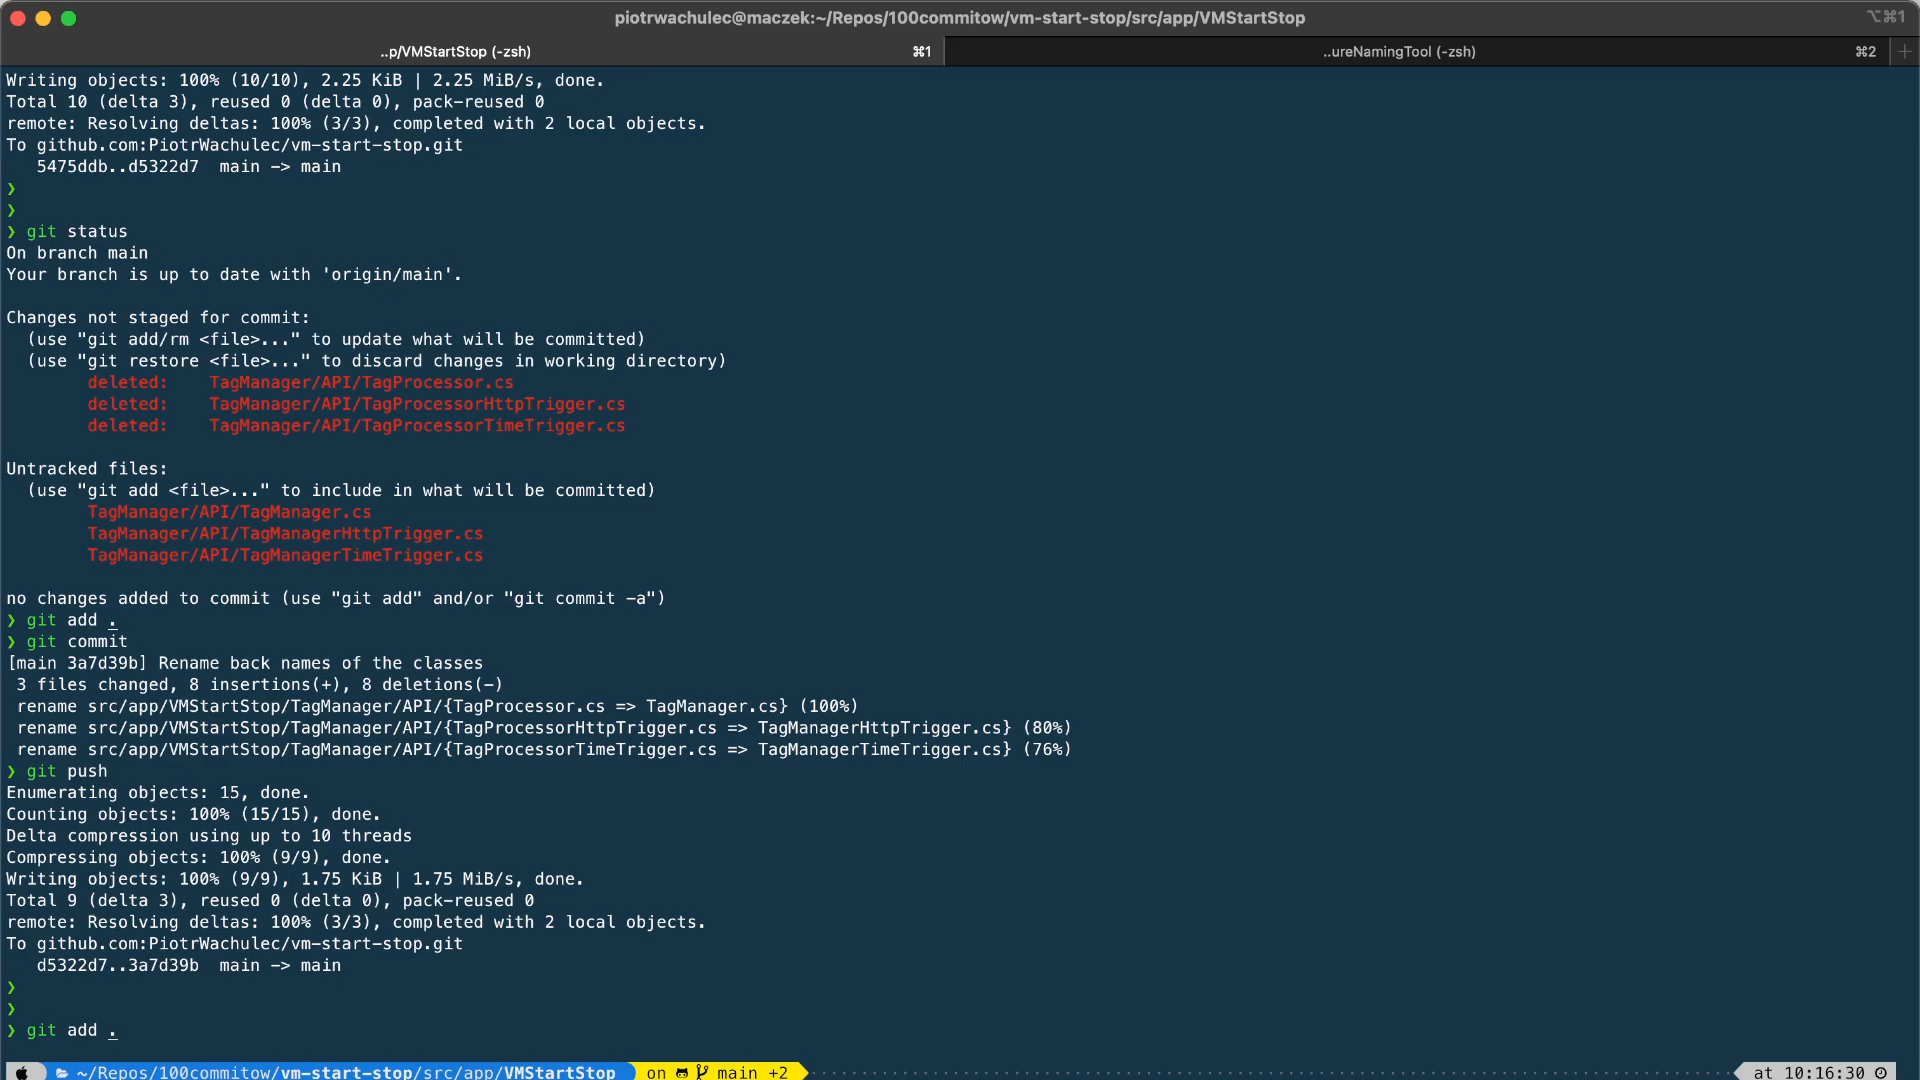 piotrwachulec@maczek:~/Repos/100commitow/vm-start-stop/src/app/VMStartStop ⌥⌘1
..p/VMStartStop (-zsh) ⌘1 ..ureNamingTool (-zsh) ⌘2 +
Writing objects: 100% (10/10), 2.25 KiB | 2.25 MiB/s, done.
Total 10 (delta 3), reused 0 (delta 0), pack-reused 0
remote: Resolving deltas: 100% (3/3), completed with 2 local objects.
To github.com:PiotrWachulec/vm-start-stop.git
   5475ddb..d5322d7  main -> main
❯
❯
❯ git status
On branch main
Your branch is up to date with 'origin/main'.
Changes not staged for commit:
  (use "git add/rm <file>..." to update what will be committed)
  (use "git restore <file>..." to discard changes in working directory)
        deleted:    TagManager/API/TagProcessor.cs
        deleted:    TagManager/API/TagProcessorHttpTrigger.cs
        deleted:    TagManager/API/TagProcessorTimeTrigger.cs
Untracked files:
  (use "git add <file>..." to include in what will be committed)
        TagManager/API/TagManager.cs
        TagManager/API/TagManagerHttpTrigger.cs
        TagManager/API/TagManagerTimeTrigger.cs
no changes added to commit (use "git add" and/or "git commit -a")
❯ git add .
❯ git commit
[main 3a7d39b] Rename back names of the classes
 3 files changed, 8 insertions(+), 8 deletions(-)
 rename src/app/VMStartStop/TagManager/API/{TagProcessor.cs => TagManager.cs} (100%)
 rename src/app/VMStartStop/TagManager/API/{TagProcessorHttpTrigger.cs => TagManagerHttpTrigger.cs} (80%)
 rename src/app/VMStartStop/TagManager/API/{TagProcessorTimeTrigger.cs => TagManagerTimeTrigger.cs} (76%)
❯ git push
Enumerating objects: 15, done.
Counting objects: 100% (15/15), done.
Delta compression using up to 10 threads
Compressing objects: 100% (9/9), done.
Writing objects: 100% (9/9), 1.75 KiB | 1.75 MiB/s, done.
Total 9 (delta 3), reused 0 (delta 0), pack-reused 0
remote: Resolving deltas: 100% (3/3), completed with 2 local objects.
To github.com:PiotrWachulec/vm-start-stop.git
   d5322d7..3a7d39b  main -> main
❯
❯
❯ git add .
~/Repos/100commitow/vm-start-stop/src/app/VMStartStop on main +2 at 10:16:30